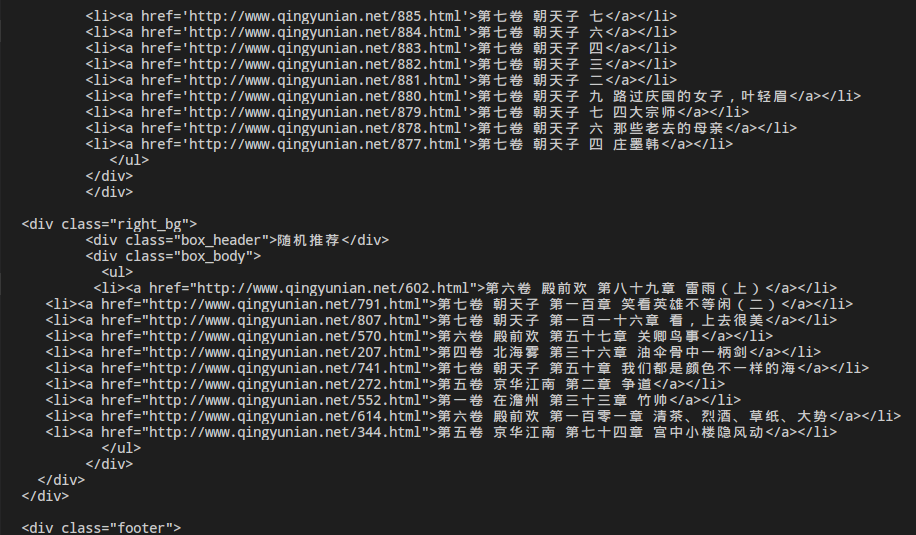 <li><a href='http://www.qingyunian.net/885.html'>第七卷 朝天子 七</a></li>
<li><a href='http://www.qingyunian.net/884.html'>第七卷 朝天子 六</a></li>
<li><a href='http://www.qingyunian.net/883.html'>第七卷 朝天子 四</a></li>
<li><a href='http://www.qingyunian.net/882.html'>第七卷 朝天子 三</a></li>
<li><a href='http://www.qingyunian.net/881.html'>第七卷 朝天子 二</a></li>
<li><a href='http://www.qingyunian.net/880.html'>第七卷 朝天子 九 路过庆国的女子，叶轻眉</a></li>
<li><a href='http://www.qingyunian.net/879.html'>第七卷 朝天子 七 四大宗师</a></li>
<li><a href='http://www.qingyunian.net/878.html'>第七卷 朝天子 六 那些老去的母亲</a></li>
<li><a href='http://www.qingyunian.net/877.html'>第七卷 朝天子 四 庄墨韩</a></li>
</ul>
</div>
</div>
<div class="right_bg">
<div class="box_header">随机推荐</div>
<div class="box_body">
<ul>
<li><a href="http://www.qingyunian.net/602.html">第六卷 殿前欢 第八十九章 雷雨（上）</a></li>
<li><a href="http://www.qingyunian.net/791.html">第七卷 朝天子 第一百章 笑看英雄不等闲（二）</a></li>
<li><a href="http://www.qingyunian.net/807.html">第七卷 朝天子 第一百一十六章 看，上去很美</a></li>
<li><a href="http://www.qingyunian.net/570.html">第六卷 殿前欢 第五十七章 关卿鸟事</a></li>
<li><a href="http://www.qingyunian.net/207.html">第四卷 北海雾 第三十六章 油伞骨中一柄剑</a></li>
<li><a href="http://www.qingyunian.net/741.html">第七卷 朝天子 第五十章 我们都是颜色不一样的海</a></li>
<li><a href="http://www.qingyunian.net/272.html">第五卷 京华江南 第二章 争道</a></li>
<li><a href="http://www.qingyunian.net/552.html">第一卷 在澹州 第三十三章 竹帅</a></li>
<li><a href="http://www.qingyunian.net/614.html">第六卷 殿前欢 第一百零一章 清茶、烈酒、草纸、大势</a></li>
<li><a href="http://www.qingyunian.net/344.html">第五卷 京华江南 第七十四章 宫中小楼隐风动</a></li>
</ul>
</div>
</div>
</div>
<div class="footer">